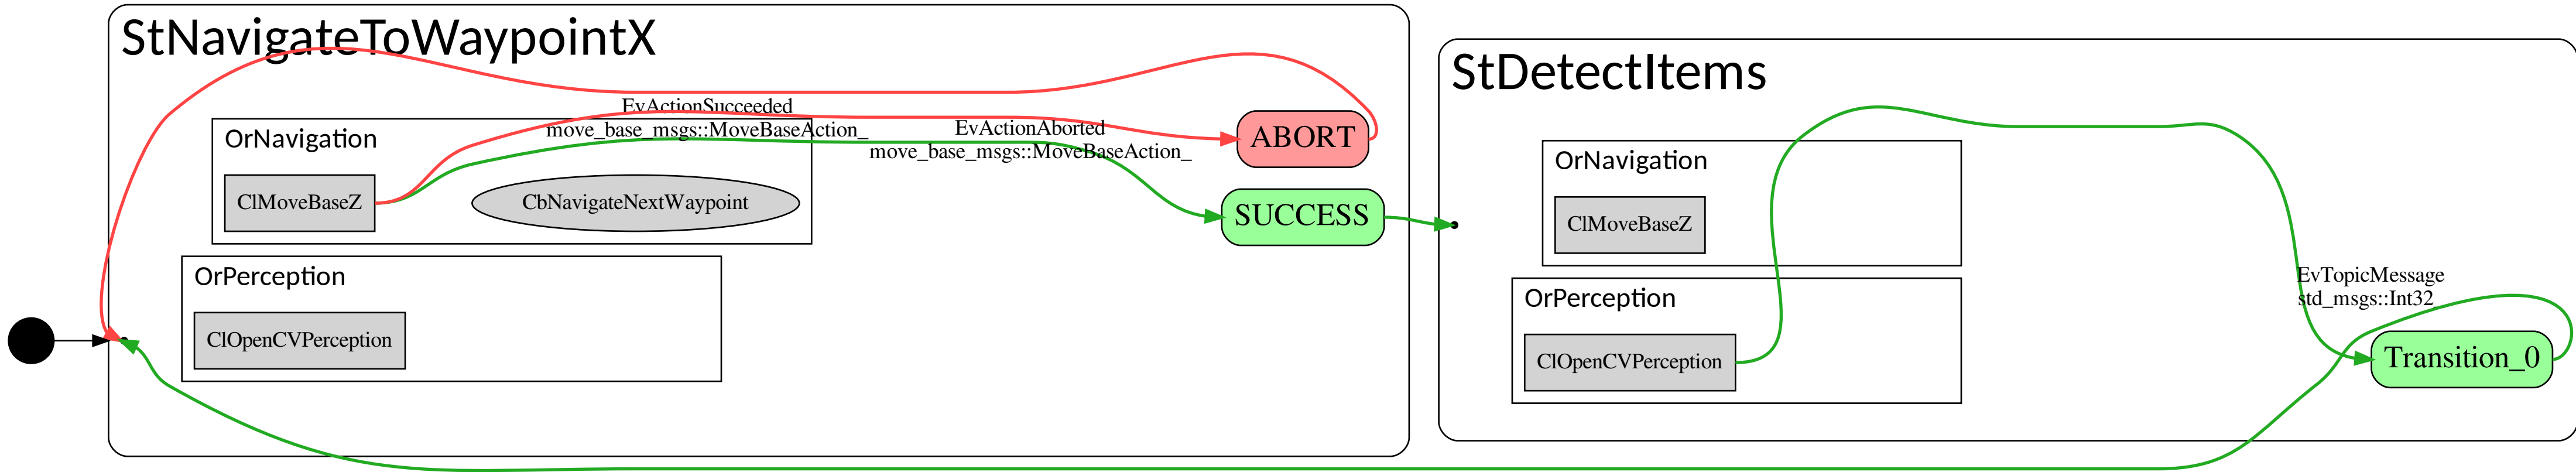 StNavigateToWaypointX
EvActionSucceeded
move_base_msgs::MoveBaseAction_
EvActionAborted
move_base_msgs::MoveBaseAction_
ABORT
OrNavigation
ClMoveBaseZ
CbNavigateNextWaypoint
SUCCESS
OrPerception
ClOpenCVPerception
StDetectItems
OrNavigation
ClMoveBaseZ
OrPerception
ClOpenCVPerception
EvTopicMessage
std_msgs::Int32_
Transition_0